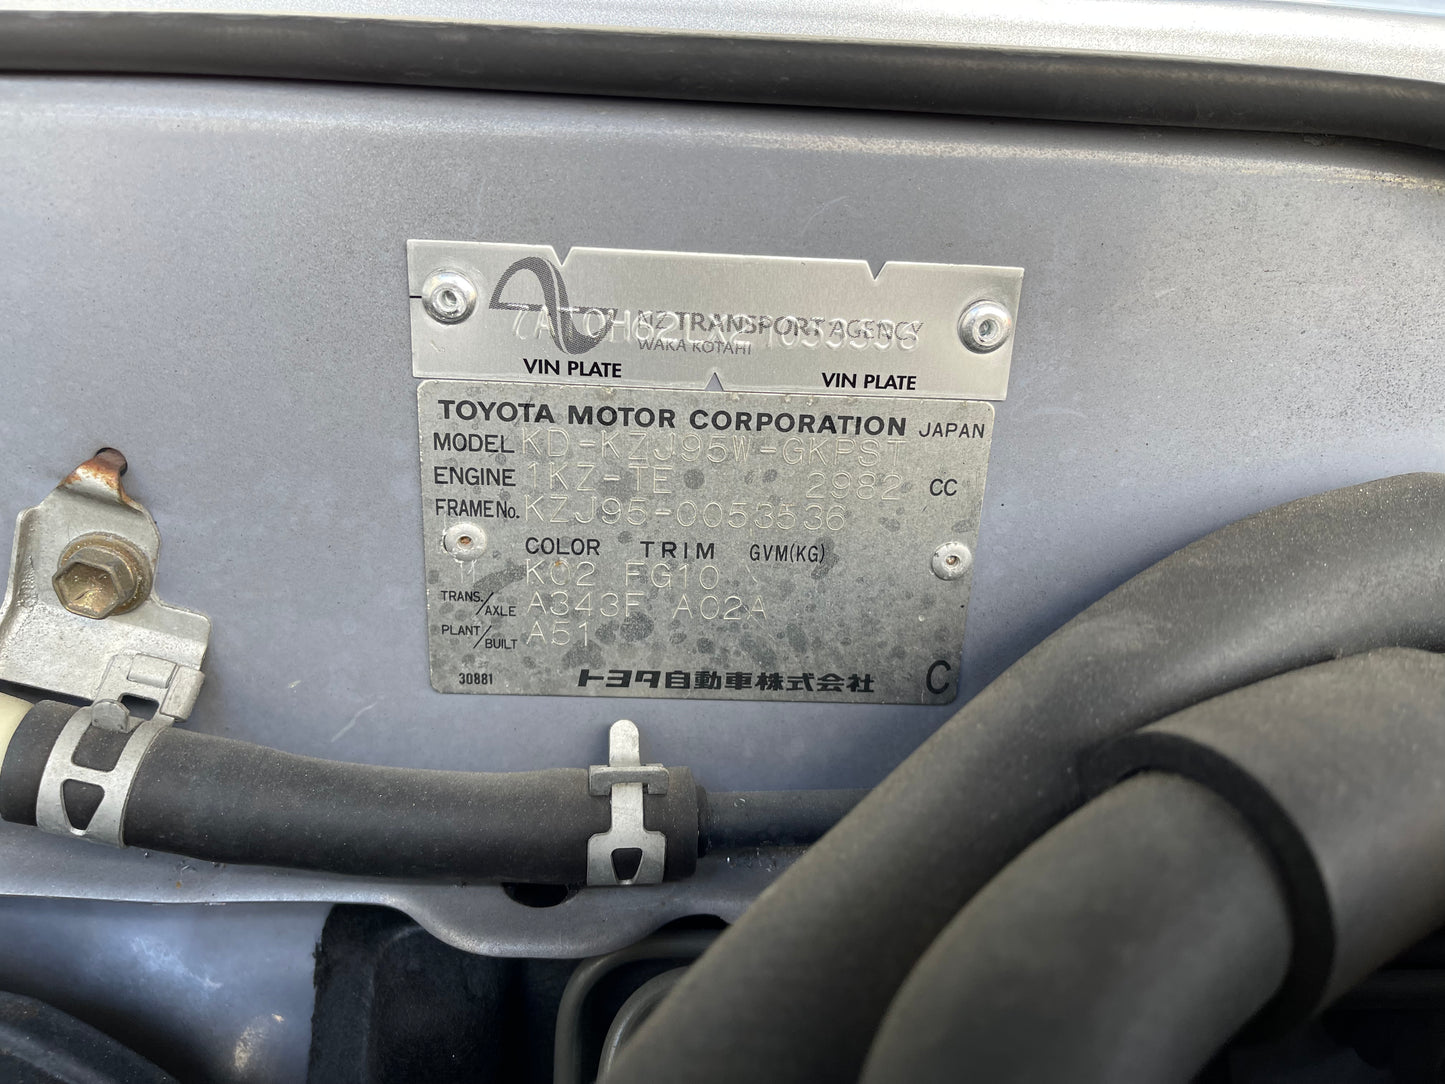 NZ TRANSPORT AGENCY
WAKA KOTAHI
VIN PLATE VIN PLATE
TOYOTA MOTOR CORPORATION JAPAN
MODEL KD-KZJ95W-GKPST
ENGINE 1KZ-TE 2982 CC
FRAME No. KZJ95-0053536
COLOR TRIM GVM(KG)
K02 FG10
TRANS./AXLE A343F A02A
PLANT/BUILT A51
30881 トヨタ自動車株式会社 C